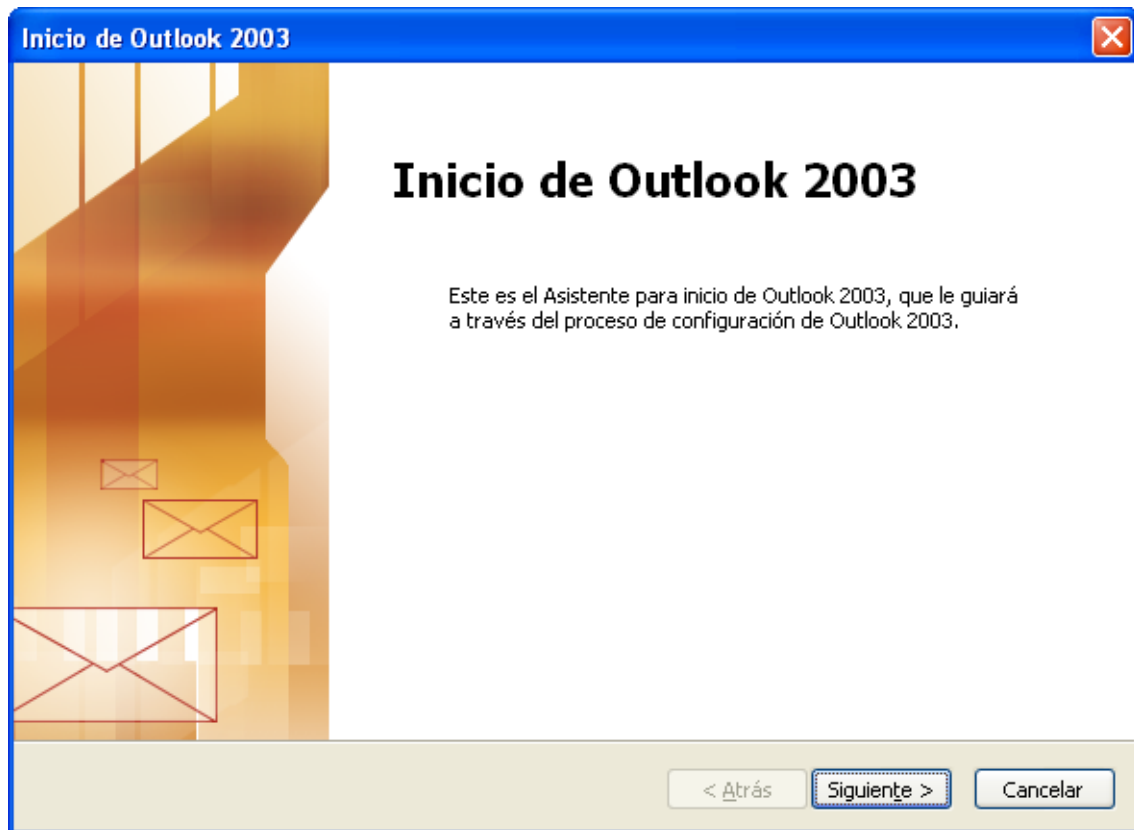 Inicio de Outlook 2003
Inicio de Outlook 2003
Este es el Asistente para inicio de Outlook 2003, que le guiará
a través del proceso de configuración de Outlook 2003.
< Atrás Siguiente > Cancelar